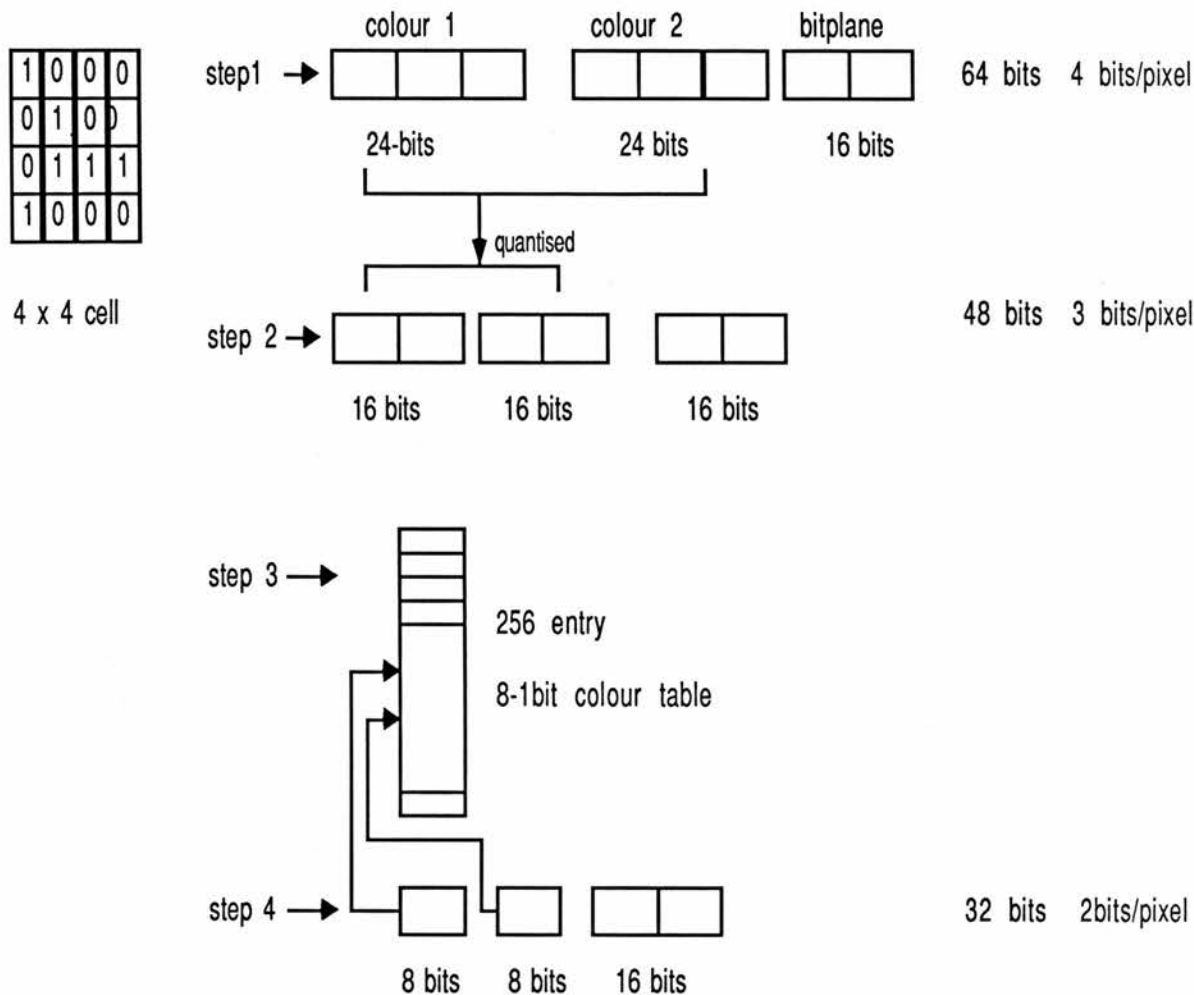 colour 1 colour 2 bitplane
1 0 0 0
step1 64 bits 4 bits/pixel
0 1 0 0
0 1 1 1
24-bits 24 bits 16 bits
1 0 0 0
quantised
4 x 4 cell
48 bits 3 bits/pixel
step 2
16 bits 16 bits 16 bits
step 3
256 entry
8-1bit colour table
step 4
32 bits 2bits/pixel
8 bits 8 bits 16 bits